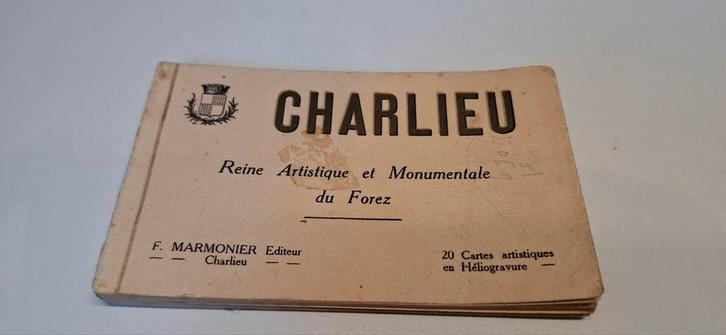 CHARLIEU
Reine Artistique et Monumentale
du Forez
F. MARMONIER Editeur
Charlieu
20 Cartes artistiques
en Héliogravure